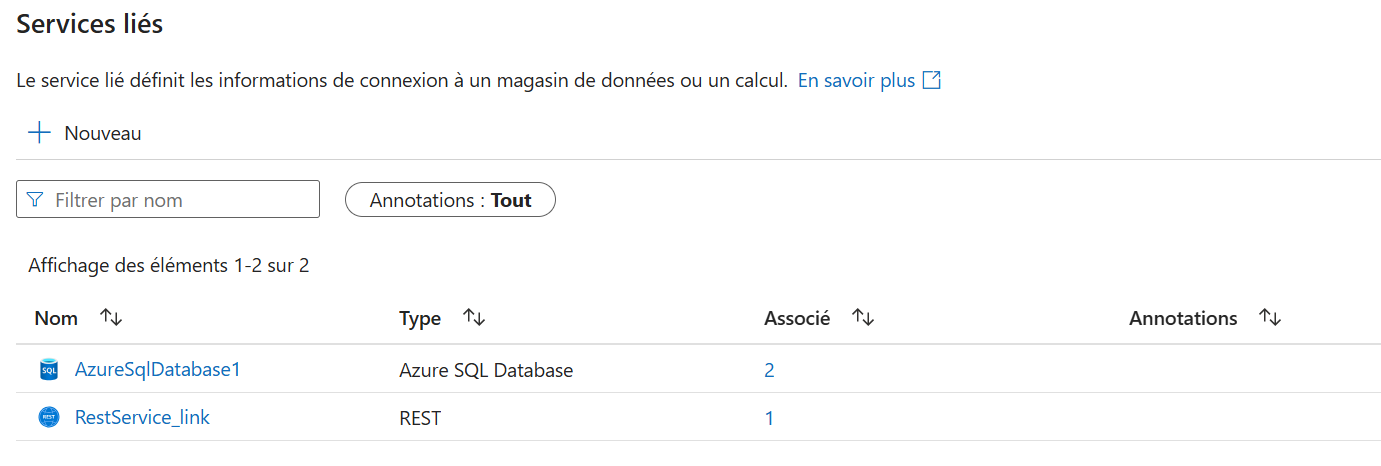 Services liés
Le service lié définit les informations de connexion à un magasin de données ou un calcul. En savoir plus
Nouveau
Filtrer par nom
Annotations : Tout
Affichage des éléments 1-2 sur 2
Nom Type Associé Annotations
SQL AzureSqlDatabase1 Azure SQL Database 2
REST RestService_link REST 1